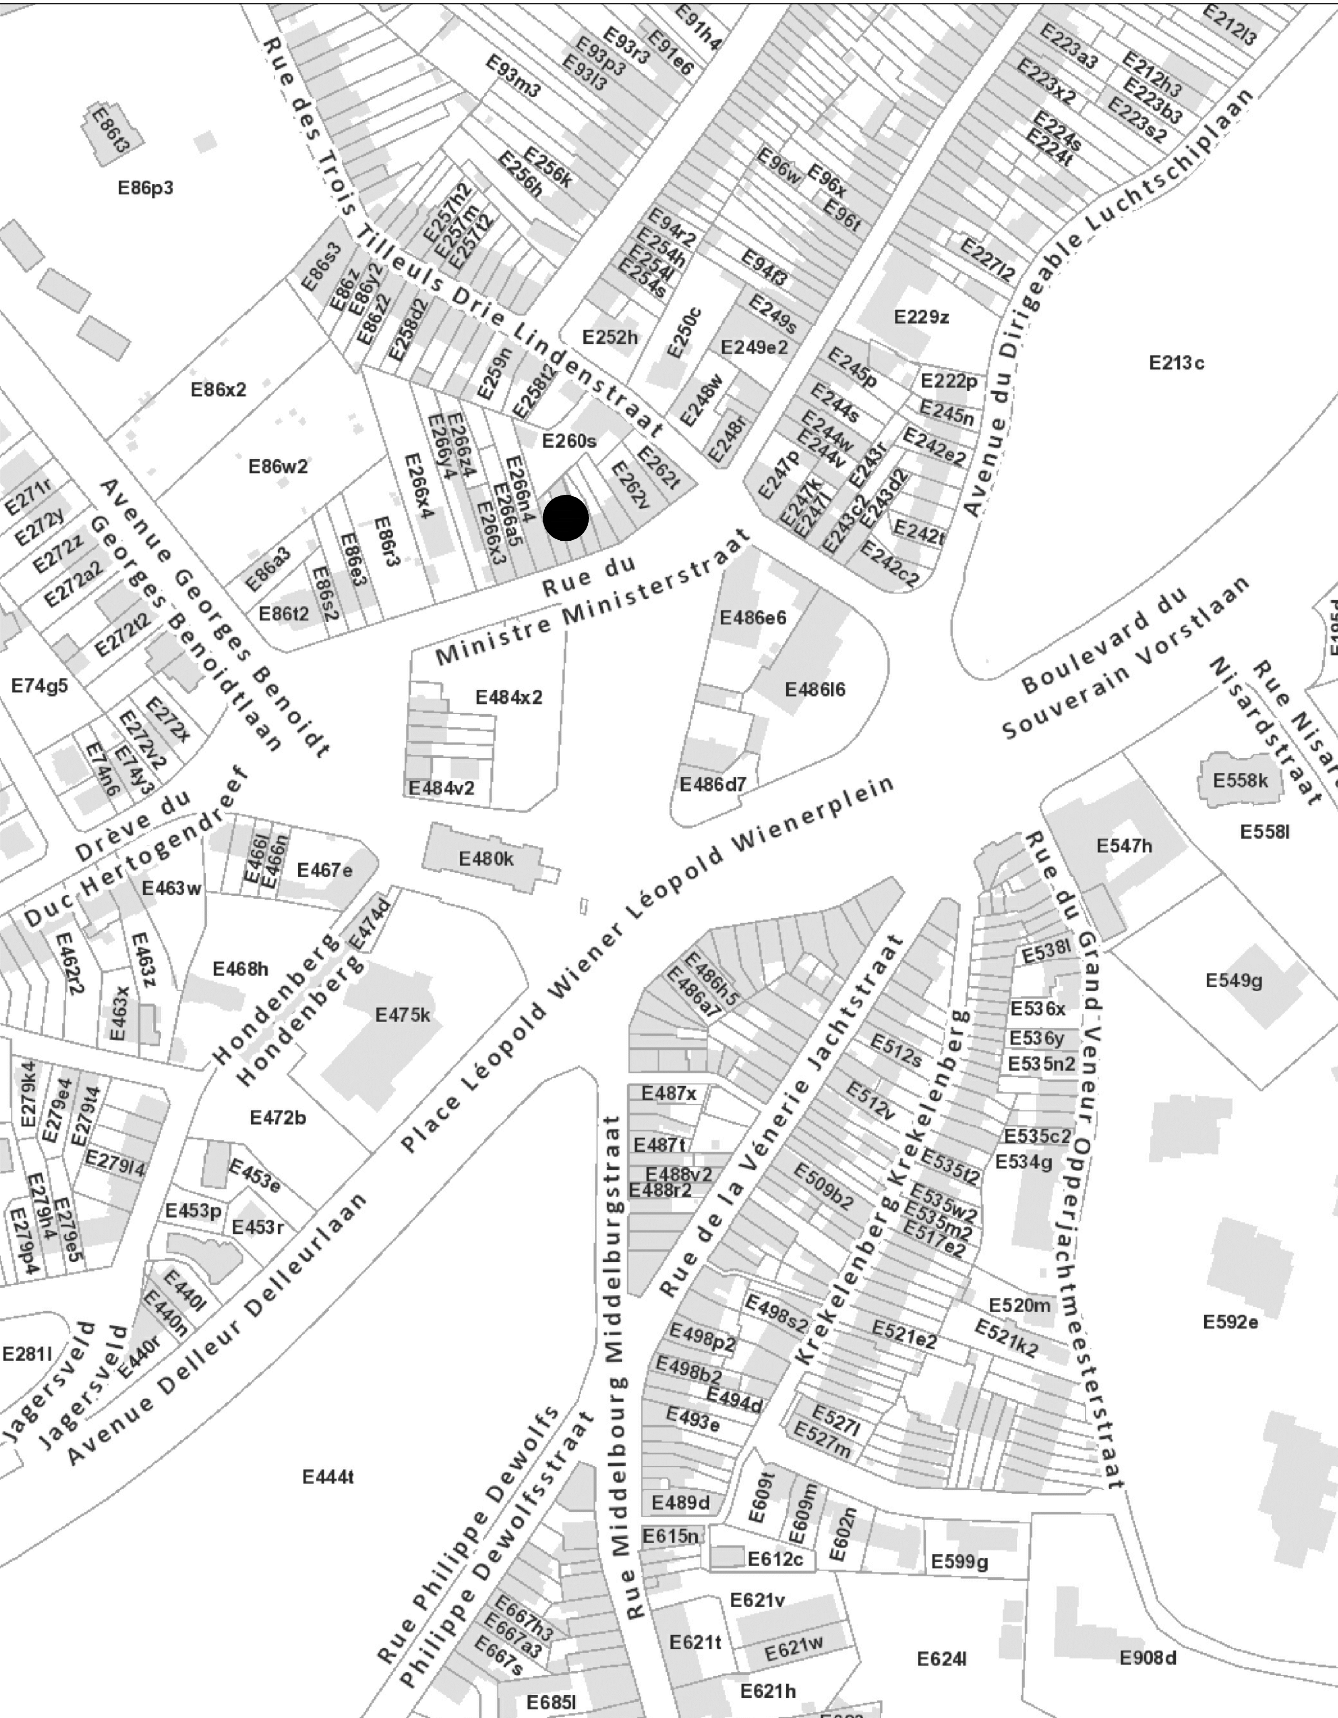 E91h4
E93r3
E91e6
E93p3
E93l3
E93m3
E212l3
E223a3
E212h3
E223x2
E223b3
E223s2
E224s
E224t
E86t3
E86p3
Rue des Trois Tilleuls Drie Lindenstraat
E256k
E256h
E257h2
E257m
E257t2
E96w
E96x
E96t
E94r2
E254h
E254l
E254s
E94f3
E227l2
Avenue du Dirigeable Luchtschiplaan
E86s3
E86z
E86y2
E86z2
E258d2
E259n
E258t2
E252h
E250c
E249s
E249e2
E229z
E213c
E86x2
E248w
E248r
E245p
E222p
E245n
E244s
E244w
E244v
E242e2
E243r
E247p
E247k
E247l
E243c2
E243d2
E242t
E242c2
E86w2
E266z4
E266y4
E266x4
E266n4
E266a5
E266x3
E260s
E262t
E262v
E271r
E272y
E272z
E272a2
E272t2
Avenue Georges Benoidt
Georges Benoidtlaan
E86a3
E86e3
E86r3
E86s2
E86t2
Rue du
Ministre Ministerstraat
E486e6
E486l6
E486d7
Boulevard du
Souverain Vorstlaan
Rue Nisard
Nisardstraat
E74g5
E272x
E272v2
E74y3
E74n6
E484x2
E484v2
Drève du
Duc Hertogendreef
E466l
E466n
E467e
E480k
E463w
E474d
E462r2
E463z
E463x
E468h
Hondenberg
Hondenberg
E475k
E472b
Place Léopold Wiener Léopold Wienerplein
E558k
E558l
E547h
E549g
Rue du Grand Veneur Opperjachtmeesterstraat
E538l
E536x
E536y
E535n2
E535c2
E534g
E486h5
E486a7
E487x
E487t
E488v2
E488r2
Rue de la Vénerie Jachtstraat
E512s
E512v
E509b2
Krekelenberg Krekelenberg
E535t2
E535w2
E535m2
E517e2
E279k4
E279e4
E279t4
E279l4
E279h4
E279e5
E279p4
E453e
E453p
E453r
E440l
E440n
E440r
E281l
Jagersveld
Jagersveld
Avenue Delleur Delleurlaan
E444t
Rue Middelbourg Middelburgstraat
E498s2
E498p2
E498b2
E494d
E493e
E489d
E520m
E521e2
E521k2
E527l
E527m
E592e
Rue Philippe Dewolfs
Philippe Dewolfsstraat
E615n
E609t
E609m
E602n
E612c
E599g
E621v
E621w
E621t
E621h
E624l
E908d
E667h3
E667a3
E667s
E685l